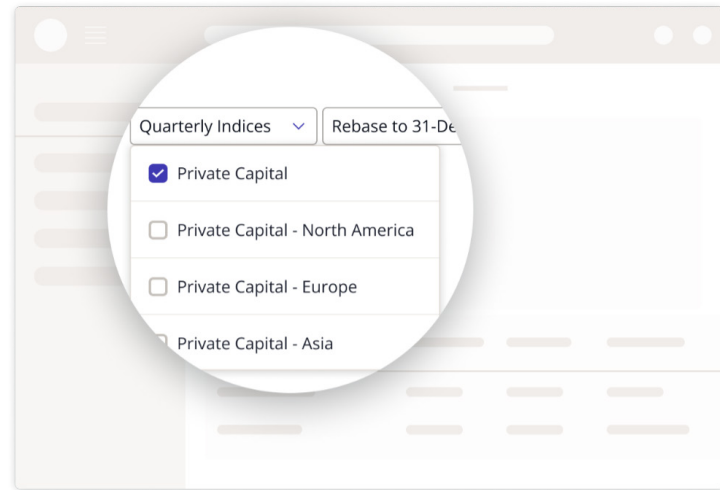 Quarterly Indices
Rebase to 31-De
Private Capital
Private Capital - North America
Private Capital - Europe
Private Capital - Asia